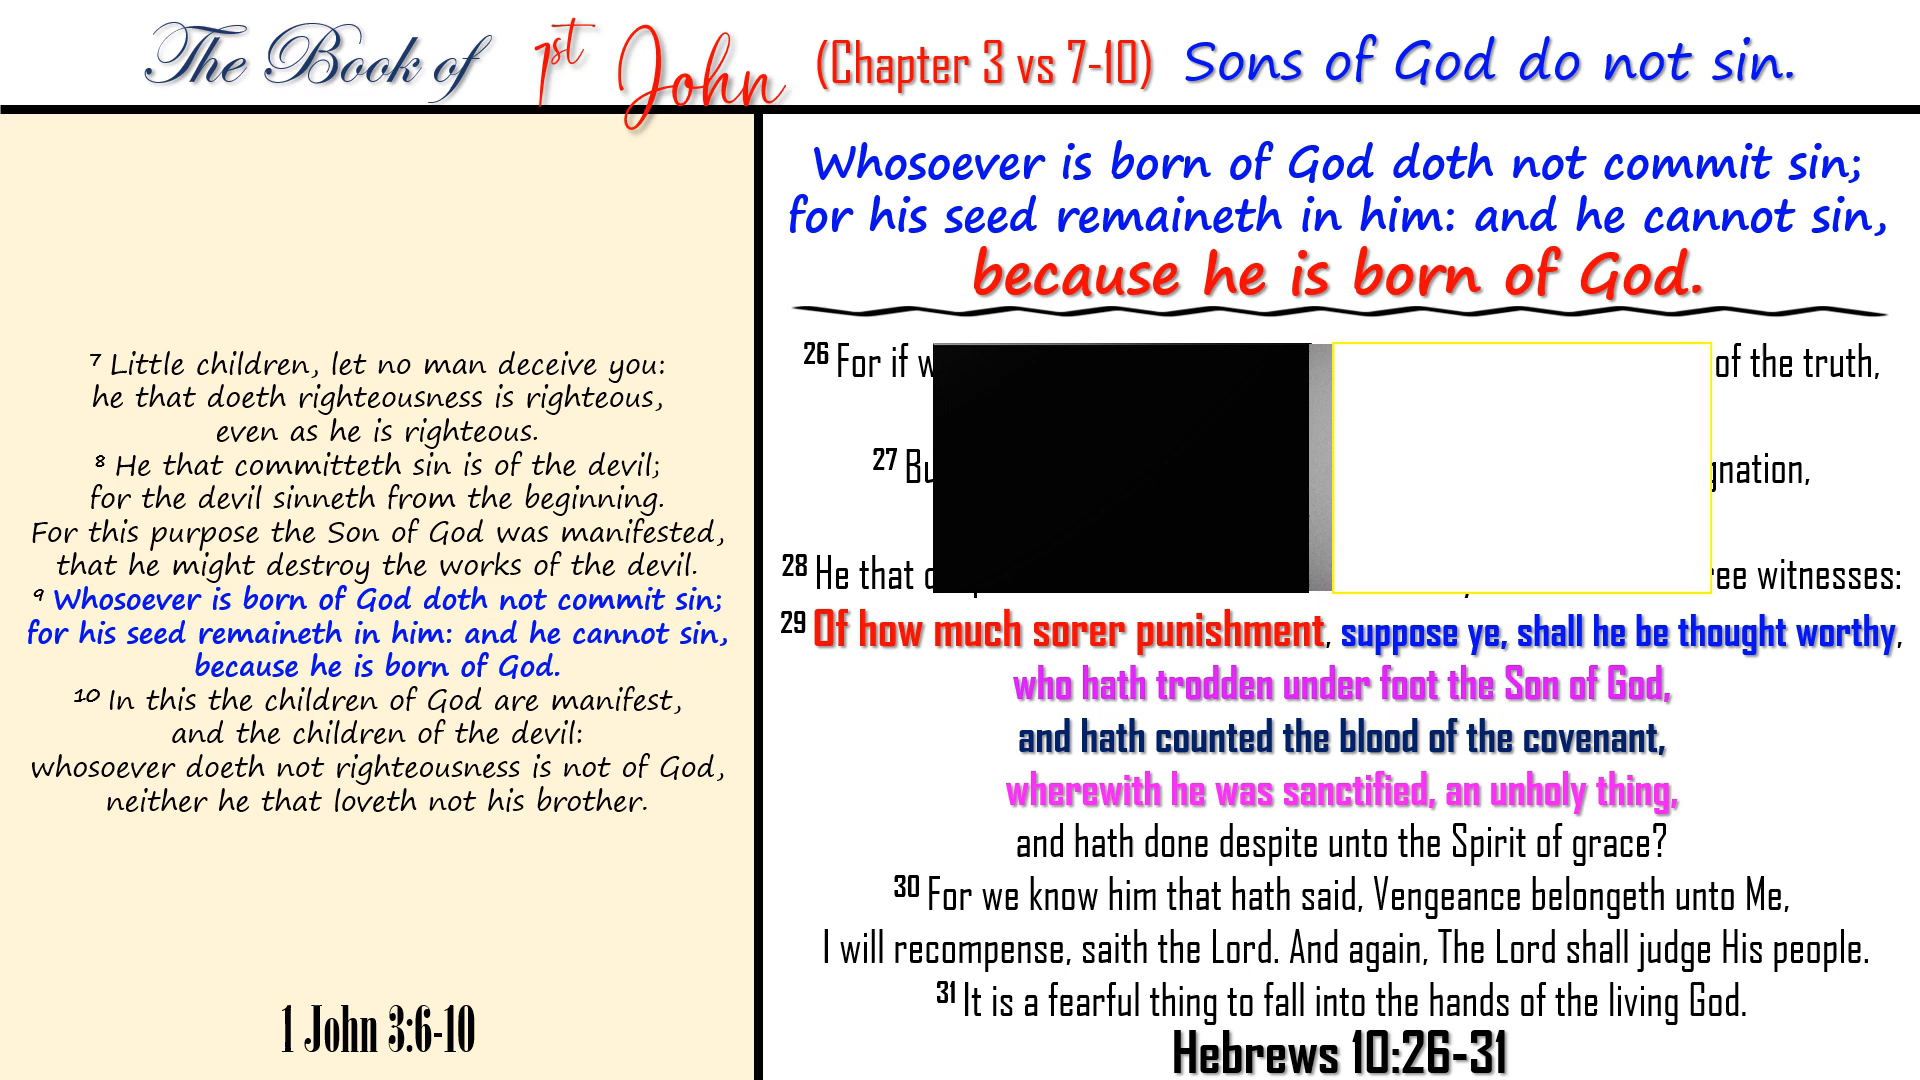 The Book of 1st John (Chapter 3 vs 7-10) Sons of God do not sin.
7 Little children, let no man deceive you:
he that doeth righteousness is righteous,
even as he is righteous.
8 He that committeth sin is of the devil;
for the devil sinneth from the beginning.
For this purpose the Son of God was manifested,
that he might destroy the works of the devil.
9 Whosoever is born of God doth not commit sin;
for his seed remaineth in him: and he cannot sin,
because he is born of God.
10 In this the children of God are manifest,
and the children of the devil:
whosoever doeth not righteousness is not of God,
neither he that loveth not his brother.
1 John 3:6-10
Whosoever is born of God doth not commit sin;
for his seed remaineth in him: and he cannot sin,
because he is born of God.
26 For if of the truth,
27
28 He that witnesses:
29 Of how much sorer punishment, suppose ye, shall he be thought worthy,
who hath trodden under foot the Son of God,
and hath counted the blood of the covenant,
wherewith he was sanctified, an unholy thing,
and hath done despite unto the Spirit of grace?
30 For we know him that hath said, Vengeance belongeth unto Me,
I will recompense, saith the Lord. And again, The Lord shall judge His people.
31 It is a fearful thing to fall into the hands of the living God.
Hebrews 10:26-31